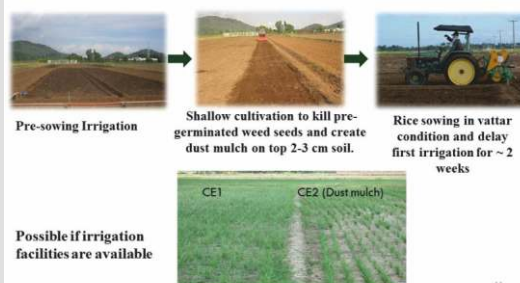 Pre-sowing Irrigation
Shallow cultivation to kill pre-
germinated weed seeds and create
dust mulch on top 2-3 cm soil.
Rice sowing in vattar
condition and delay
first irrigation for ~ 2
weeks
CE1
CE2 (Dust mulch)
Possible if irrigation
facilities are available